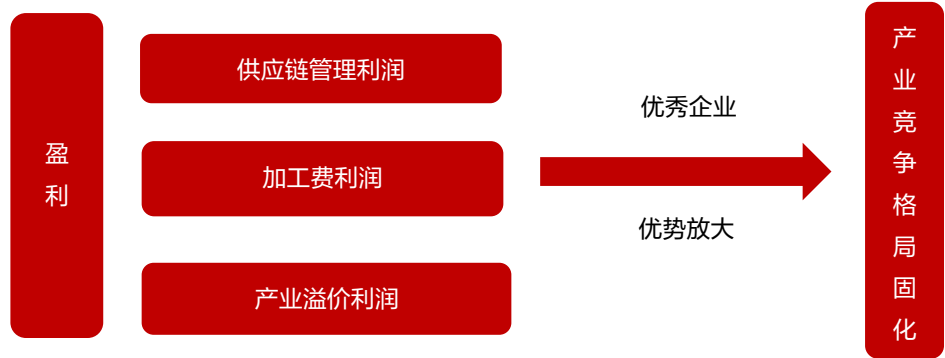 盈利
供应链管理利润
加工费利润
产业溢价利润
优秀企业
优势放大
产业竞争格局固化